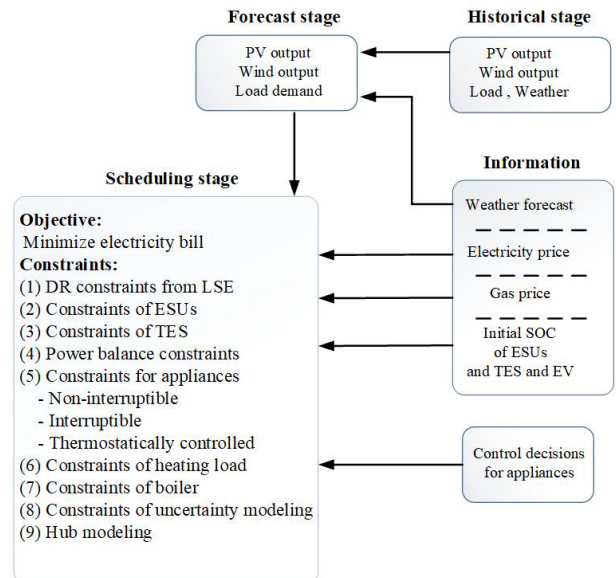 Forecast stage
PV output
Wind output
Load demand
Historical stage
PV output
Wind output
Load , Weather
Information
Weather forecast
Electricity price
Gas price
Initial SOC
of ESUs
and TES and EV
Scheduling stage
Objective:
Minimize electricity bill
Constraints:
(1) DR constraints from LSE
(2) Constraints of ESUs
(3) Constraints of TES
(4) Power balance constraints
(5) Constraints for appliances
- Non-interruptible
- Interruptible
- Thermostatically controlled
(6) Constraints of heating load
(7) Constraints of boiler
(8) Constraints of uncertainty modeling
(9) Hub modeling
Control decisions
for appliances